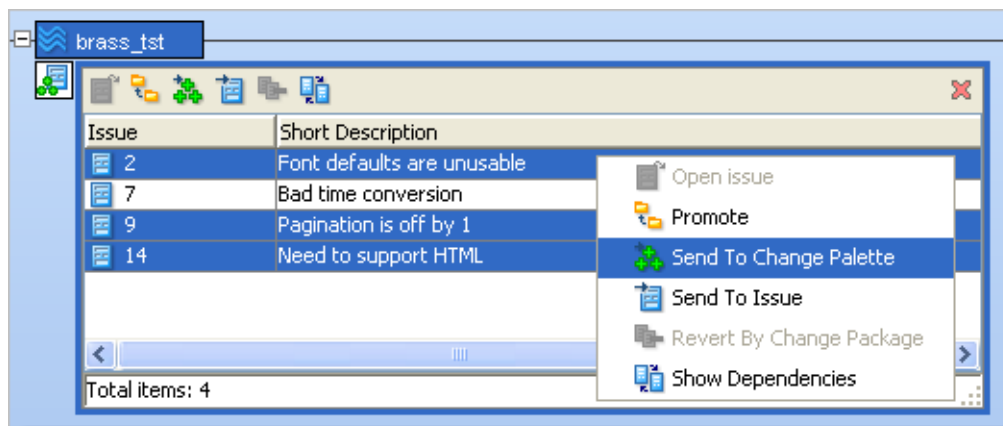 brass_tst
Issue Short Description
2 Font defaults are unusable
7 Bad time conversion
9 Pagination is off by 1
14 Need to support HTML
Total items: 4
Open issue
Promote
Send To Change Palette
Send To Issue
Revert By Change Package
Show Dependencies